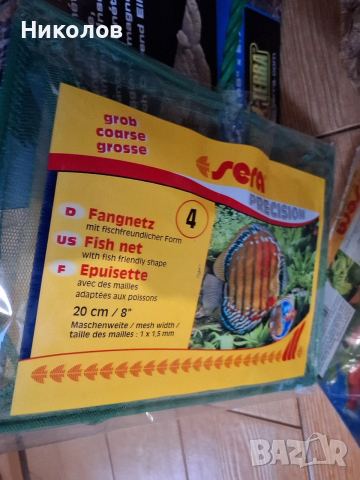 Николов
TERRA
grob
coarse
grosse
sera
PRECISION
4
D Fangnetz
mit fischfreundlicher Form
US Fish net
with fish friendly shape
F Epuisette
avec des mailles
adaptées aux poissons
20 cm / 8"
Maschenweite / mesh width /
taille des mailles: 1 x 1,5 mm
BAZAR